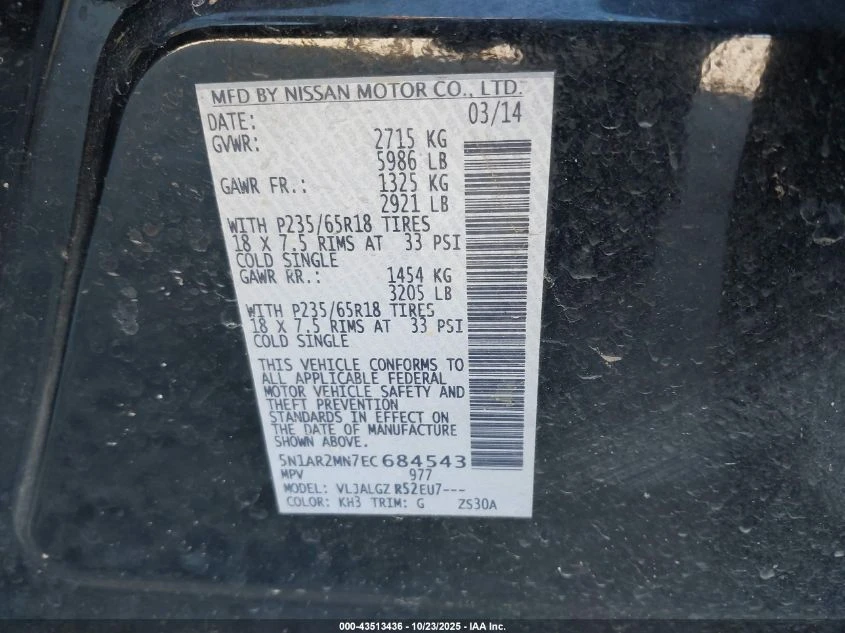 MFD BY NISSAN MOTOR CO., LTD.
DATE: 03/14
GVWR: 2715 KG
5986 LB
GAWR FR.: 1325 KG
2921 LB
WITH P235/65R18 TIRES
18 X 7.5 RIMS AT 33 PSI
COLD SINGLE
GAWR RR.: 1454 KG
3205 LB
WITH P235/65R18 TIRES
18 X 7.5 RIMS AT 33 PSI
COLD SINGLE
THIS VEHICLE CONFORMS TO
ALL APPLICABLE FEDERAL
MOTOR VEHICLE SAFETY AND
THEFT PREVENTION
STANDARDS IN EFFECT ON
THE DATE OF MANUFACTURE
SHOWN ABOVE.
5N1AR2MN7EC684543
MPV 977
MODEL: VLJALGZ RS2EU7---
COLOR: KH3 TRIM: G ZS30A
000-43513436 - 10/23/2025 - IAA Inc.